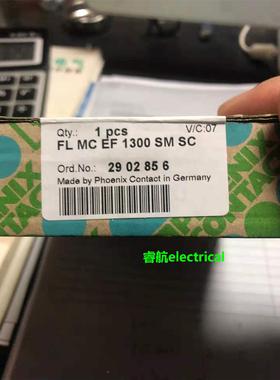 Qty.: 1 pcs V/C:07
FL MC EF 1300 SM SC
Ord.No.: 29 02 85 6
Made by Phoenix Contact in Germany
睿航electrical